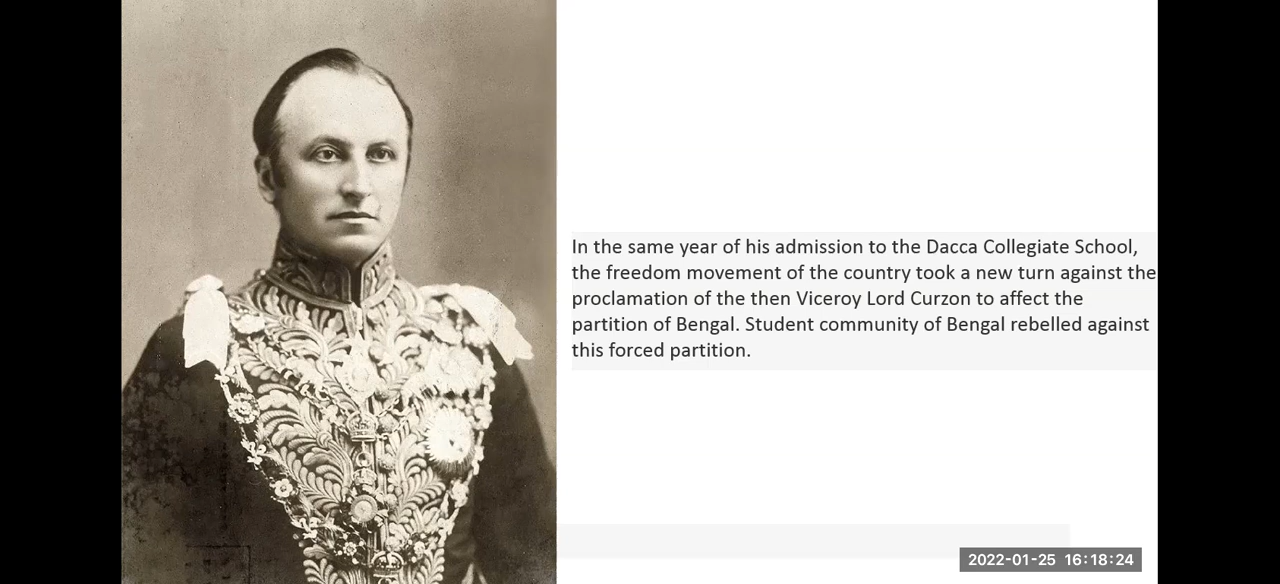 In the same year of his admission to the Dacca Collegiate School,
the freedom movement of the country took a new turn against the
proclamation of the then Viceroy Lord Curzon to affect the
partition of Bengal. Student community of Bengal rebelled against
this forced partition.
2022-01-25 16:18:24